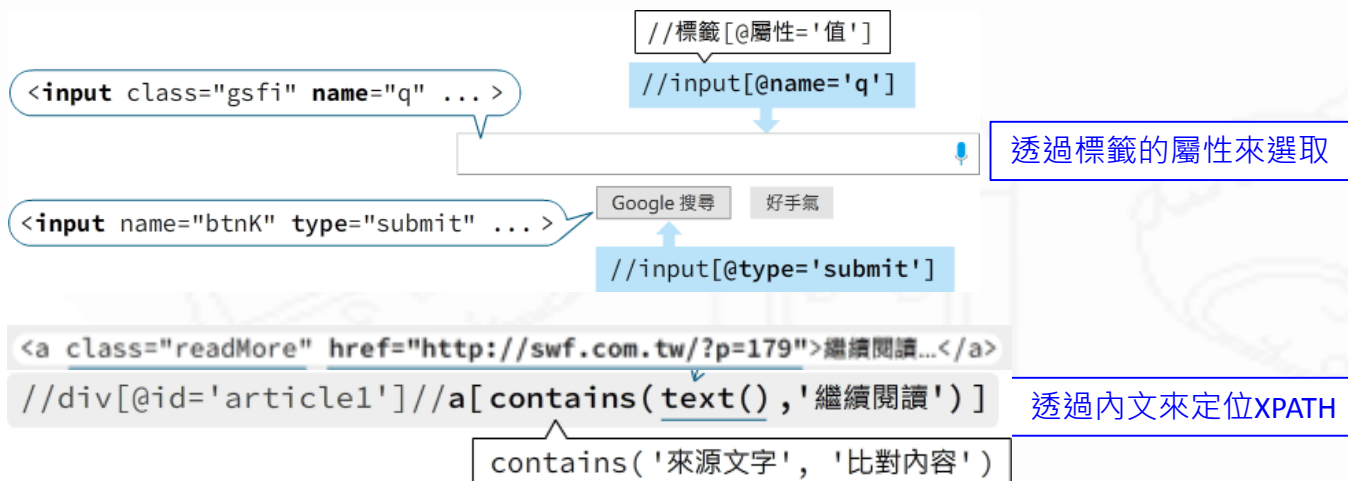 //標籤[@屬性='值']
<input class="gsfi" name="q" ... >
//input[@name='q']
透過標籤的屬性來選取
Google 搜尋
好手氣
<input name="btnK" type="submit" ... >
//input[@type='submit']
<a class="readMore" href="http://swf.com.tw/?p=179">繼續閱讀…</a>
//div[@id='article1']//a[contains(text(),'繼續閱讀')]
透過內文來定位XPATH
contains('來源文字', '比對內容')